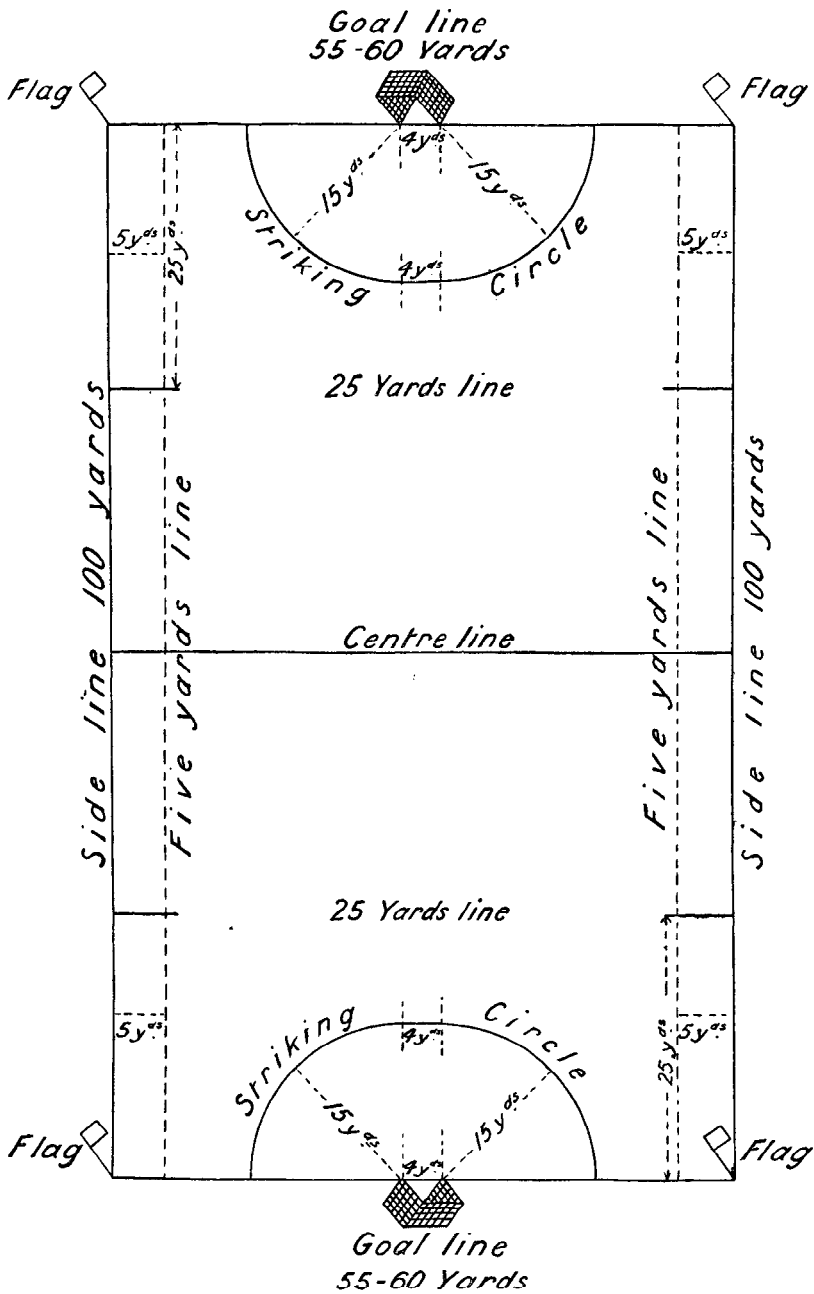 Goal line
55-60 Yards
Flag
Flag
4yds
15yds
15yds
5yds
25yds
5yds
Striking
4yds
Circle
25 Yards line
Side line 100 yards
Five yards line
Five yards line
Side line 100 yards
Centre line
25 Yards line
Striking
Circle
5yds
4yds
25yds
5yds
15yds
15yds
Flag
4yds
Flag
Goal line
55-60 Yards